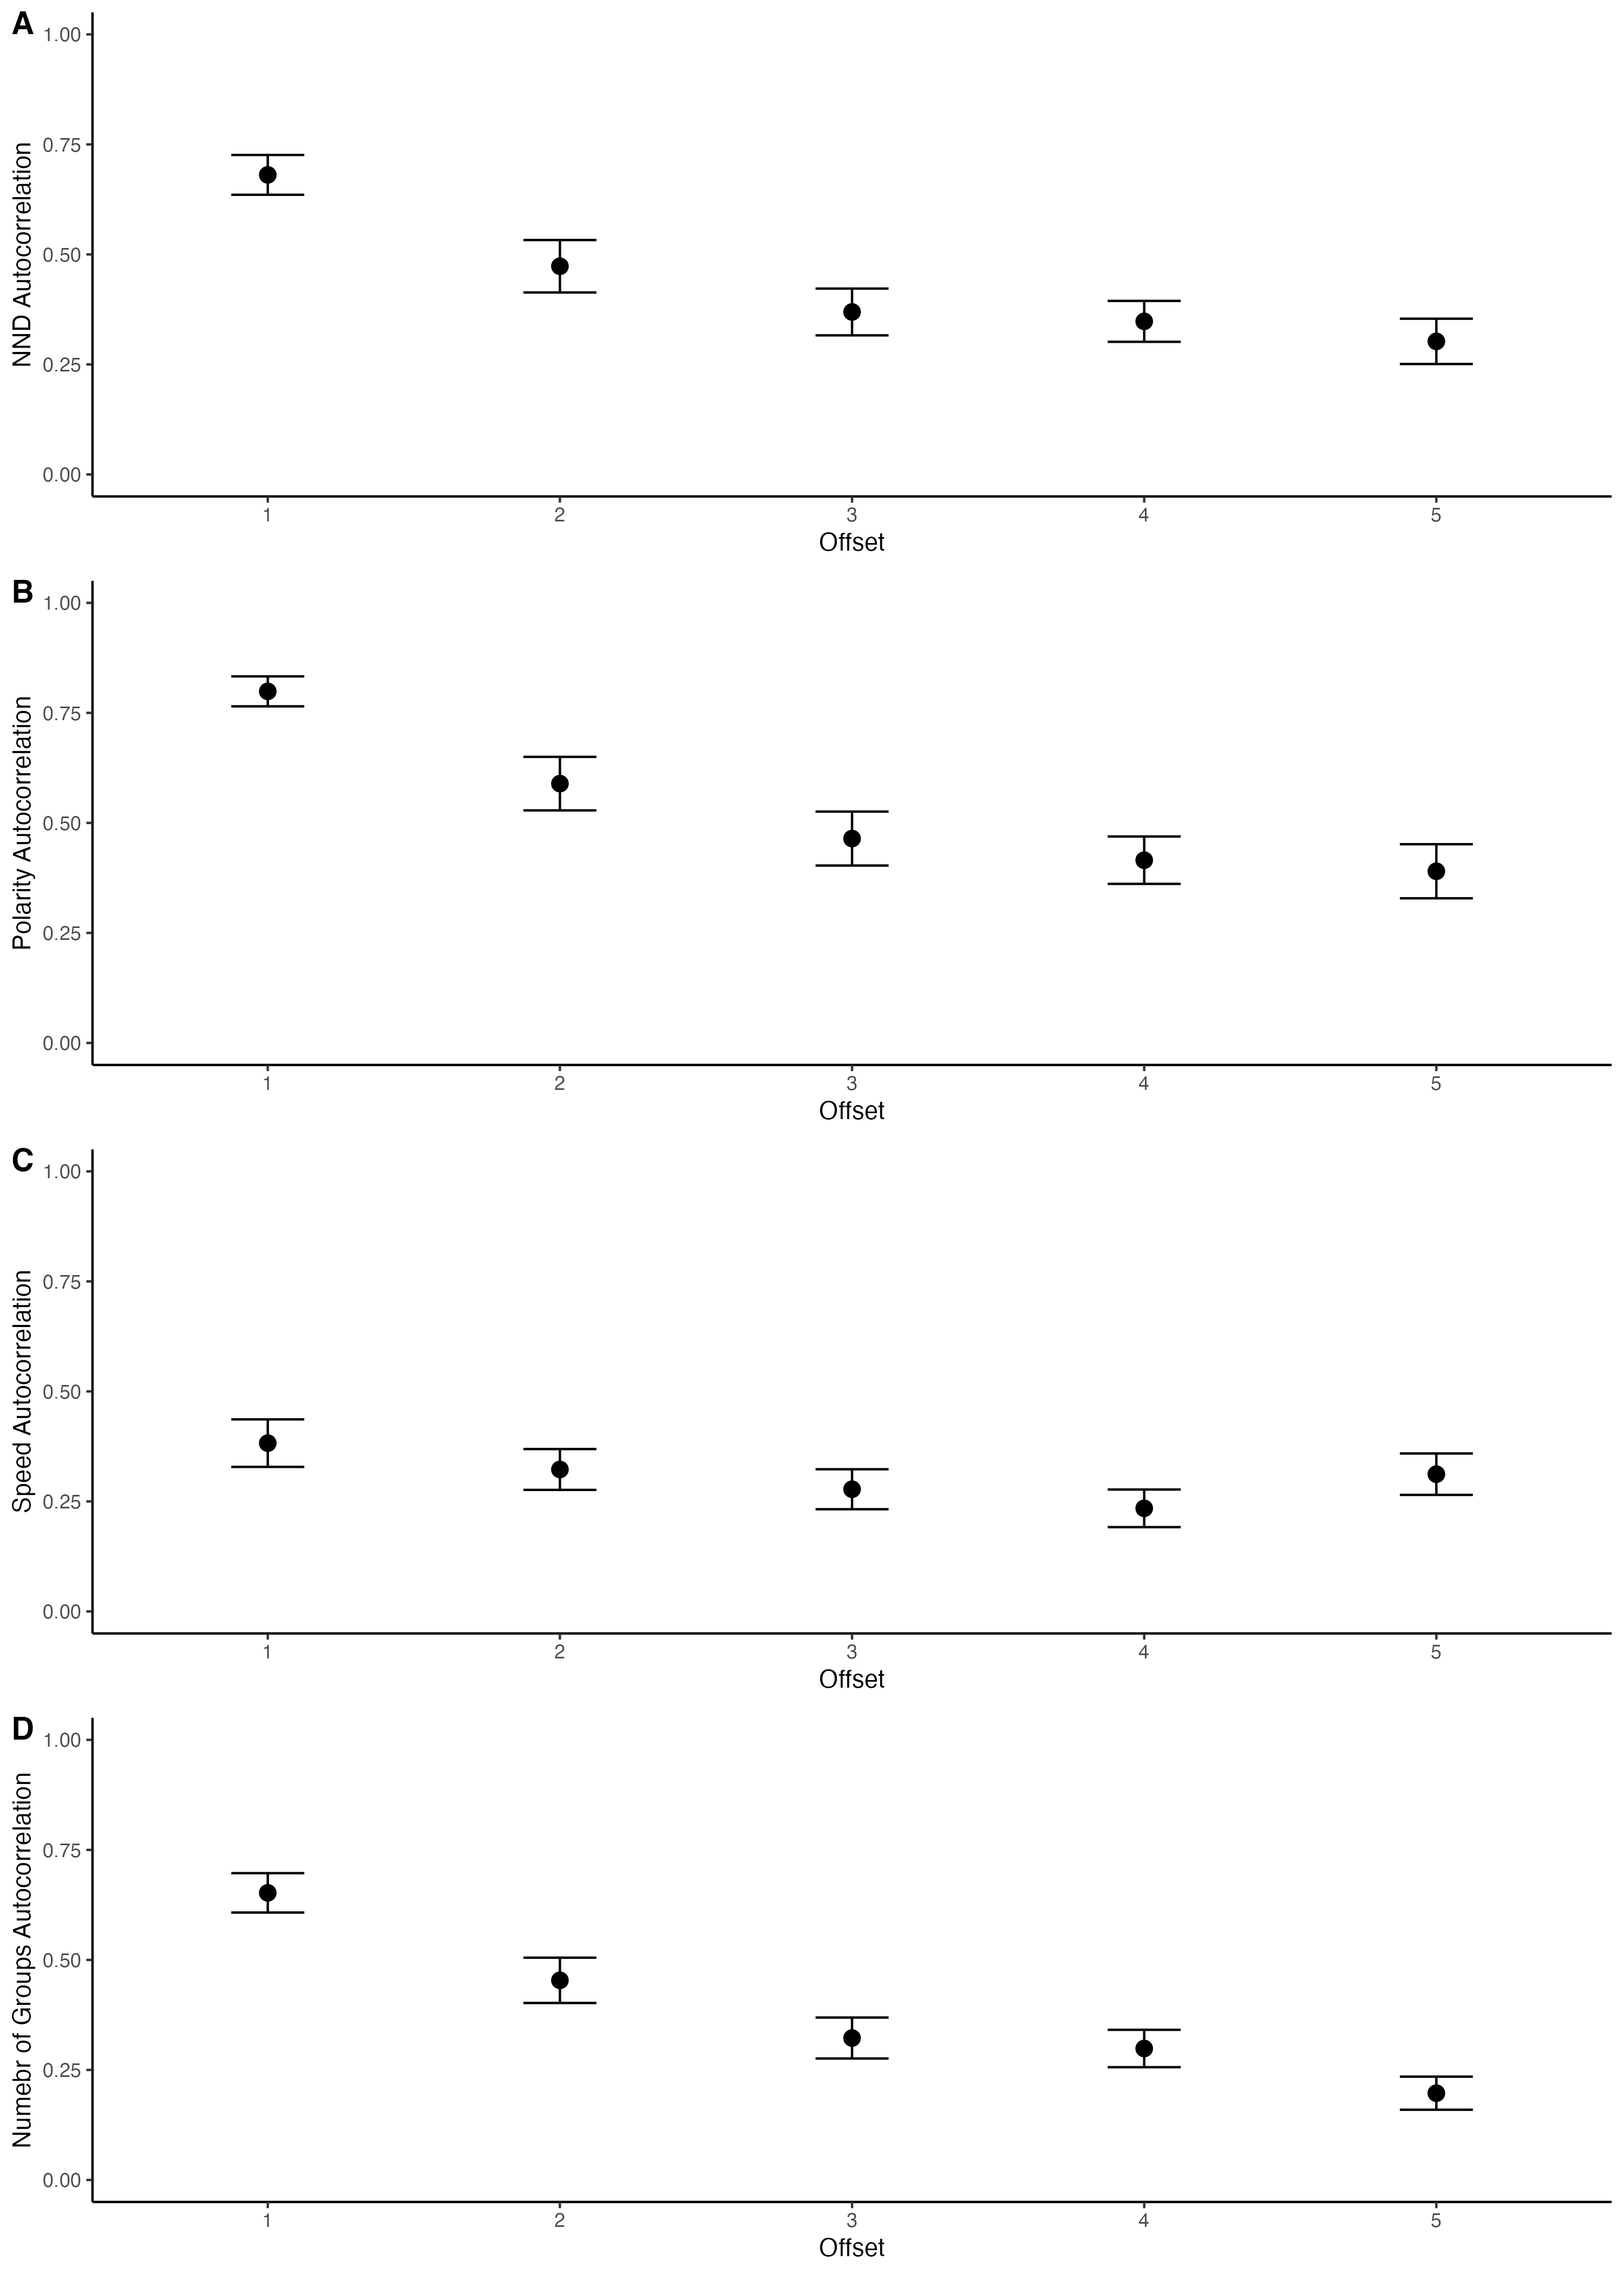 A
NND Autocorrelation
1.00
0.75
0.50
0.25
0.00
1 2 3 4 5
Offset
B
Polarity Autocorrelation
1.00
0.75
0.50
0.25
0.00
1 2 3 4 5
Offset
C
Speed Autocorrelation
1.00
0.75
0.50
0.25
0.00
1 2 3 4 5
Offset
D
Numebr of Groups Autocorrelation
1.00
0.75
0.50
0.25
0.00
1 2 3 4 5
Offset